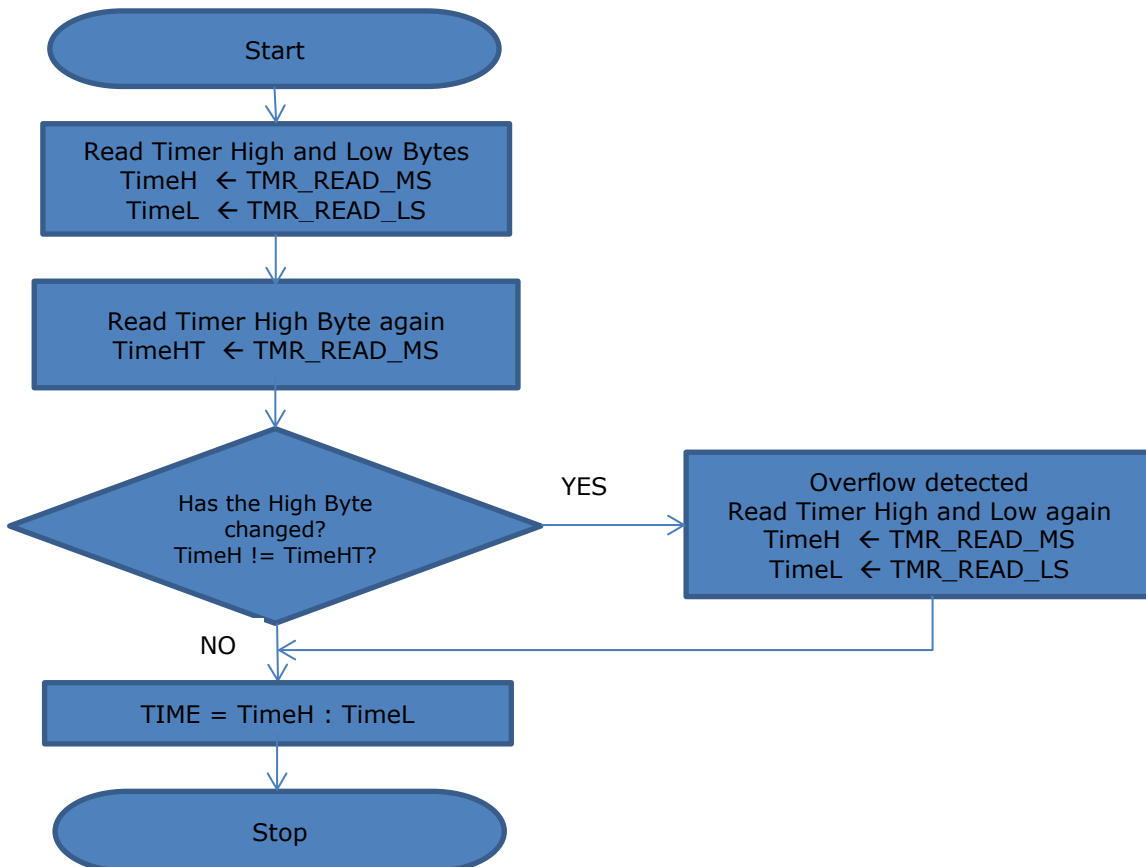 Start
Read Timer High and Low Bytes
TimeH ← TMR_READ_MS
TimeL ← TMR_READ_LS
Read Timer High Byte again
TimeHT ← TMR_READ_MS
Has the High Byte
changed?
TimeH != TimeHT?
YES
Overflow detected
Read Timer High and Low again
TimeH ← TMR_READ_MS
TimeL ← TMR_READ_LS
NO
TIME = TimeH : TimeL
Stop